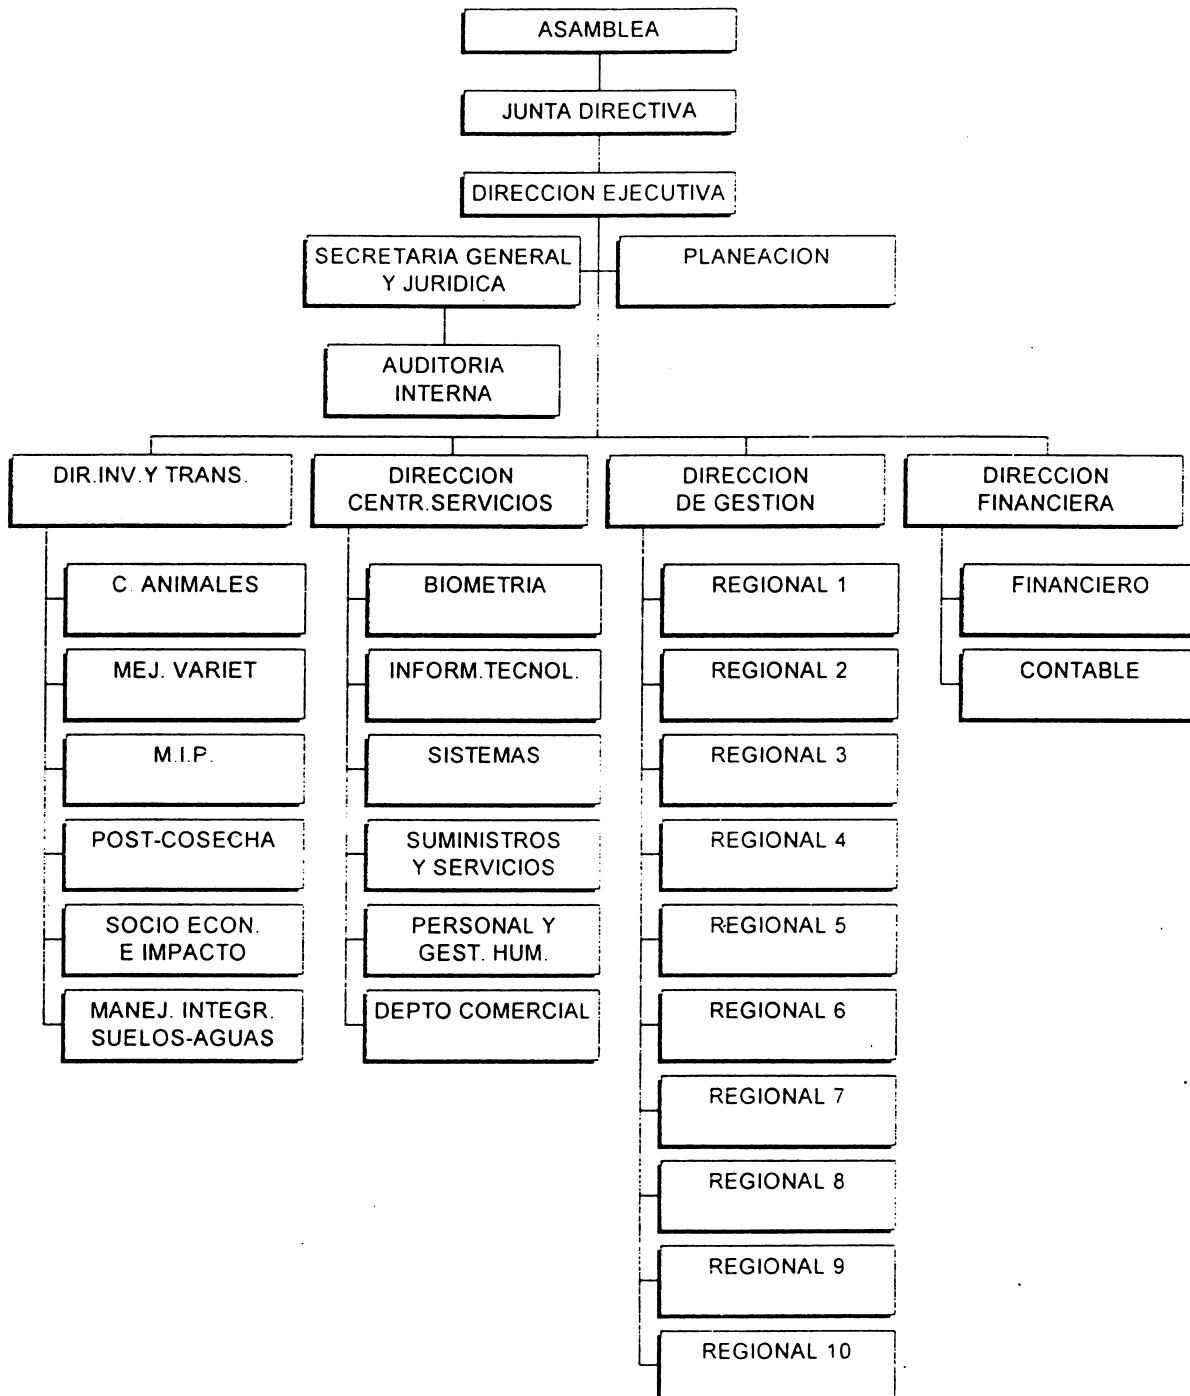 ASAMBLEA
JUNTA DIRECTIVA
DIRECCION EJECUTIVA
SECRETARIA GENERAL
Y JURIDICA
PLANEACION
AUDITORIA
INTERNA
DIR.INV.Y TRANS.
C. ANIMALES
MEJ. VARIET
M.I.P.
POST-COSECHA
SOCIO ECON.
E IMPACTO
MANEJ. INTEGR.
SUELOS-AGUAS
DIRECCION
CENTR.SERVICIOS
BIOMETRIA
INFORM.TECNOL.
SISTEMAS
SUMINISTROS
Y SERVICIOS
PERSONAL Y
GEST. HUM.
DEPTO COMERCIAL
DIRECCION
DE GESTION
REGIONAL 1
REGIONAL 2
REGIONAL 3
REGIONAL 4
REGIONAL 5
REGIONAL 6
REGIONAL 7
REGIONAL 8
REGIONAL 9
REGIONAL 10
DIRECCION
FINANCIERA
FINANCIERO
CONTABLE